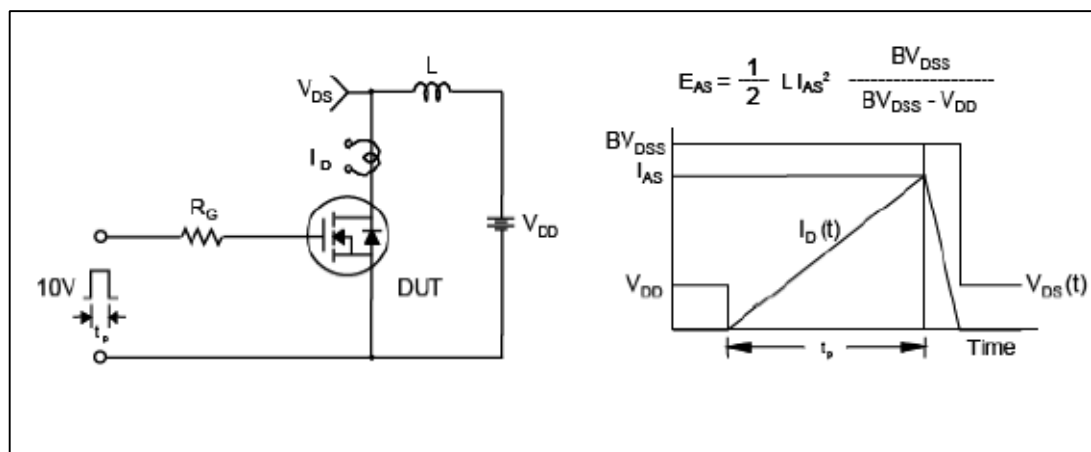 L
V_DS
I_D
R_G
V_DD
10V
DUT
t_p
E_AS = 1/2 L I_AS² BV_DSS / BV_DSS - V_DD
BV_DSS
I_AS
I_D (t)
V_DD
V_DS (t)
t_p
Time